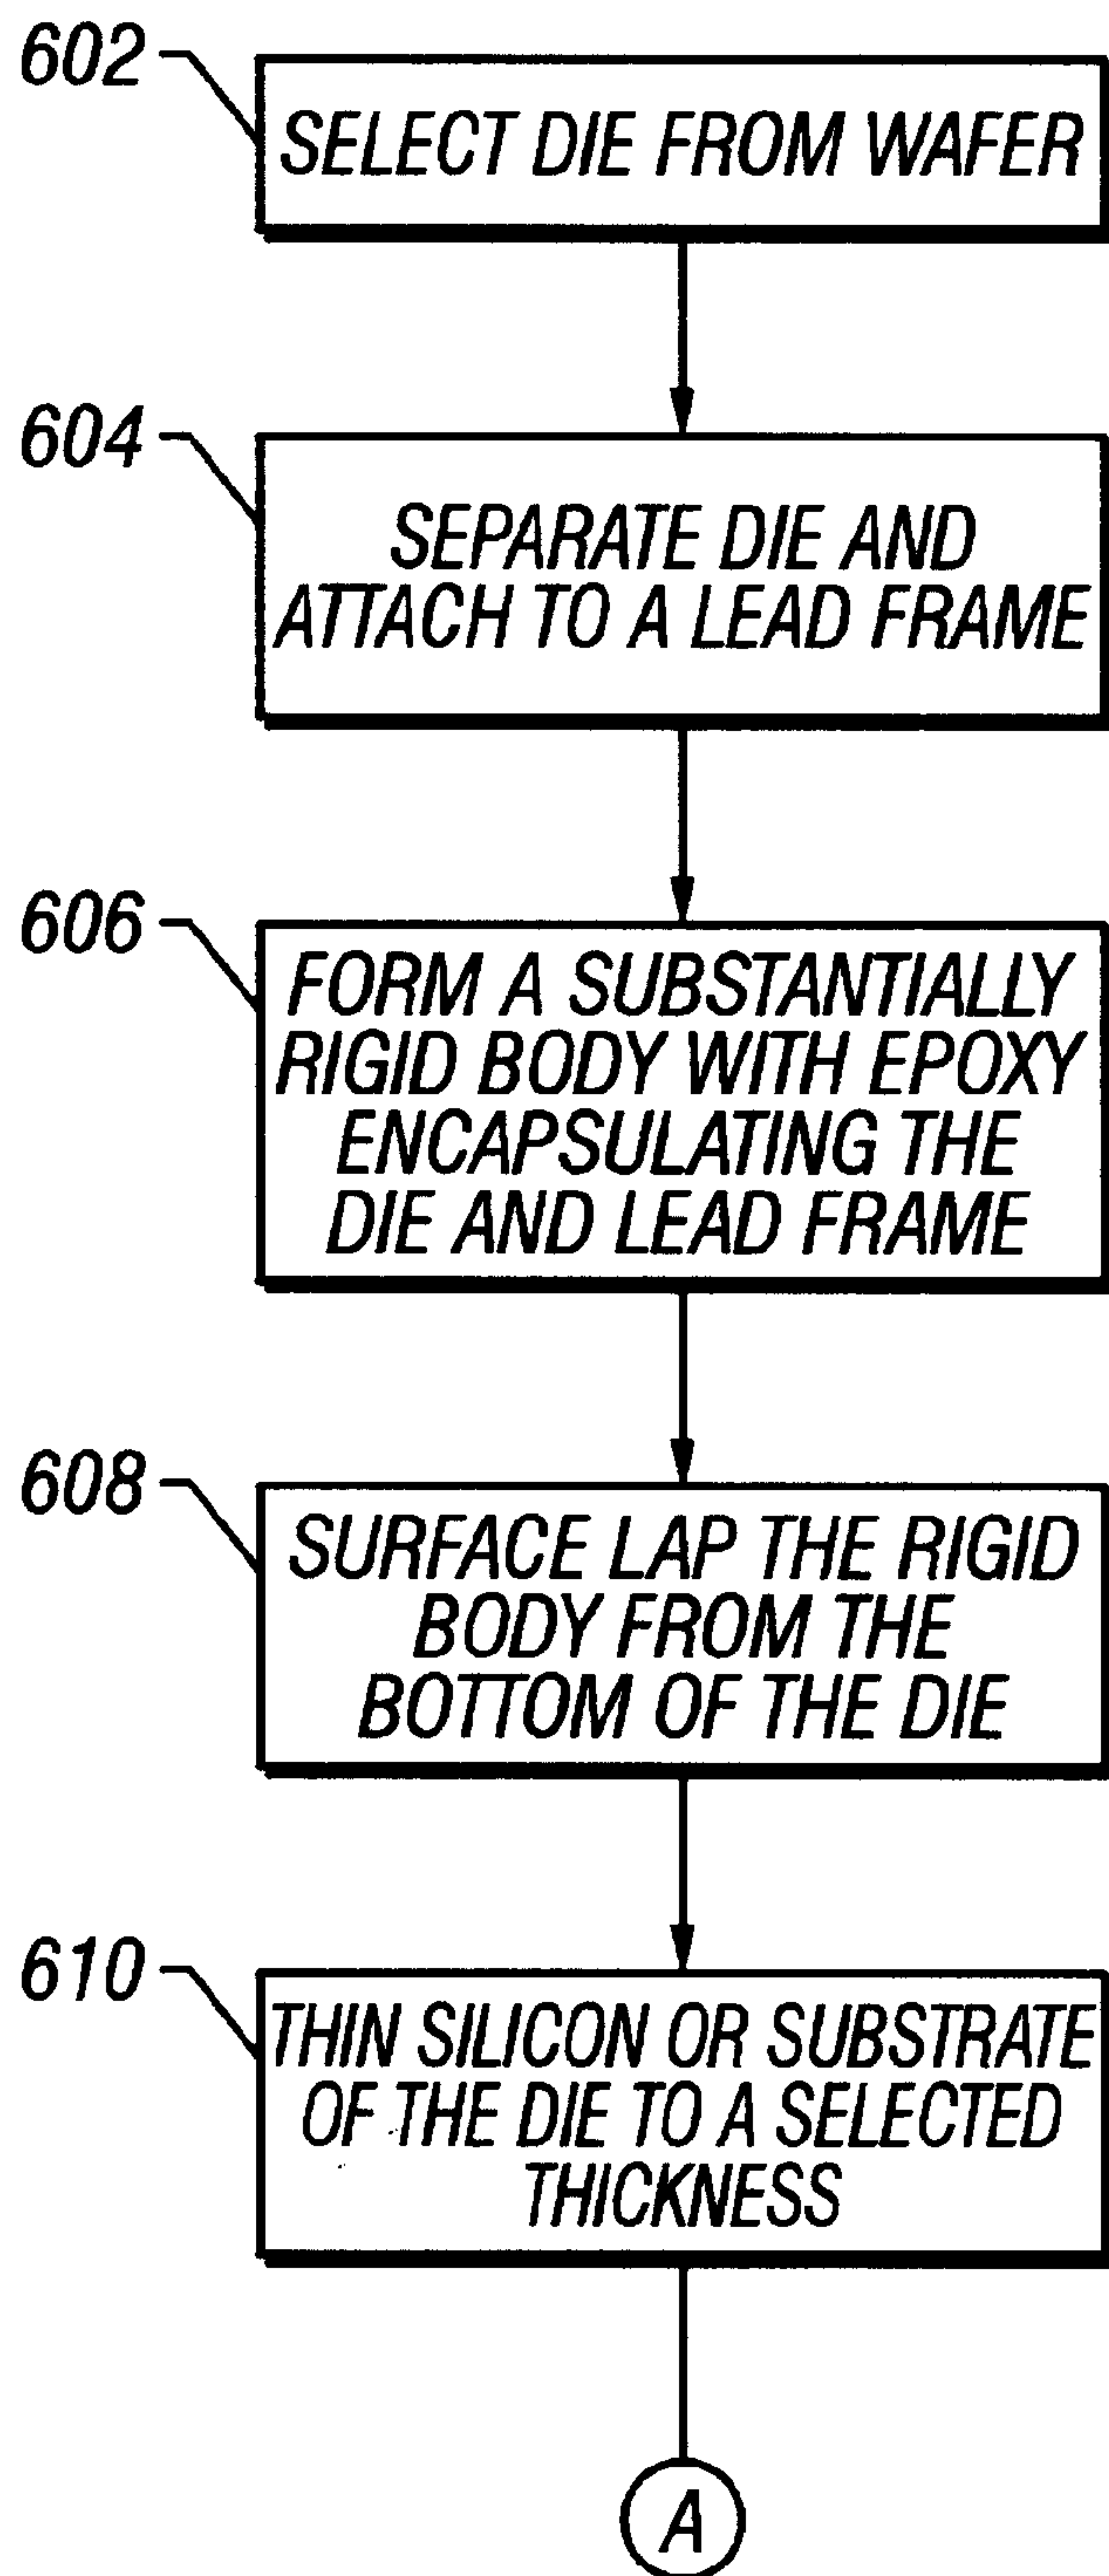 602
SELECT DIE FROM WAFER
604
SEPARATE DIE AND
ATTACH TO A LEAD FRAME
606
FORM A SUBSTANTIALLY
RIGID BODY WITH EPOXY
ENCAPSULATING THE
DIE AND LEAD FRAME
608
SURFACE LAP THE RIGID
BODY FROM THE
BOTTOM OF THE DIE
610
THIN SILICON OR SUBSTRATE
OF THE DIE TO A SELECTED
THICKNESS
A